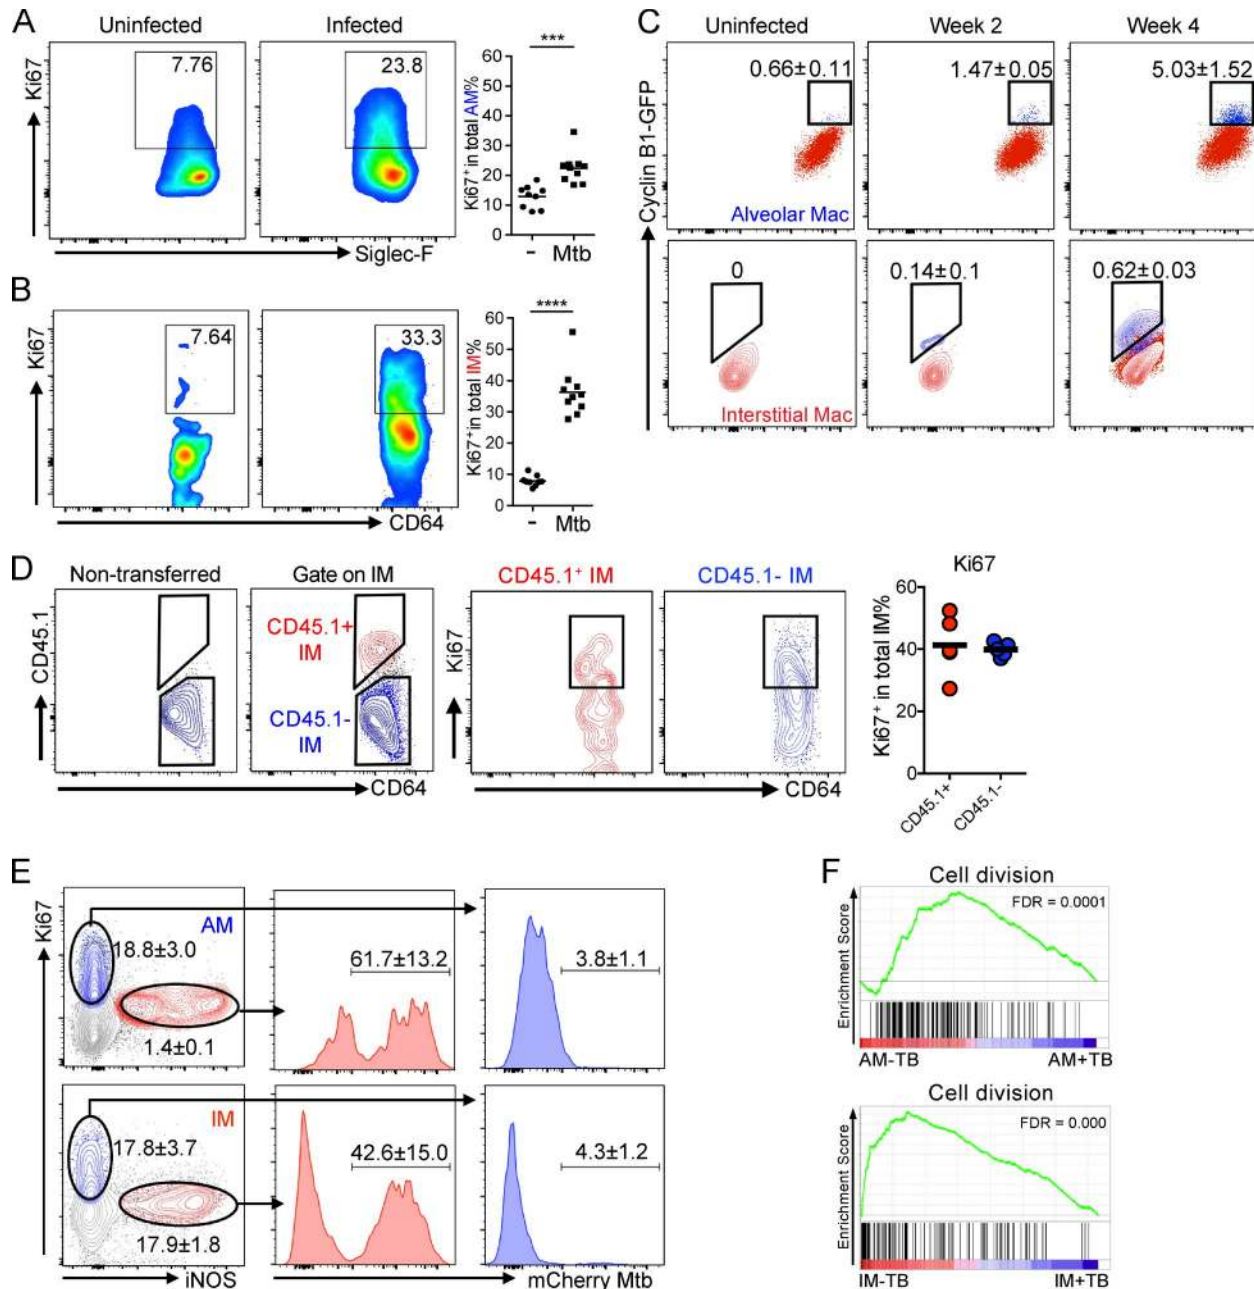 A
Uninfected
Infected
Ki67
7.76
23.8
Siglec-F
***
Ki67⁺ in total AM%
60
50
40
30
20
10
0
-
Mtb
B
Ki67
7.64
33.3
CD64
****
Ki67⁺ in total IM%
60
50
40
30
20
10
0
-
Mtb
C
Uninfected
Week 2
Week 4
Cyclin B1-GFP
0.66±0.11
1.47±0.05
5.03±1.52
Alveolar Mac
0
0.14±0.1
0.62±0.03
Interstitial Mac
D
Non-transferred
Gate on IM
CD45.1
CD45.1+
IM
CD45.1-
IM
CD64
CD45.1⁺ IM
CD45.1- IM
Ki67
CD64
Ki67
Ki67⁺ in total IM%
60
40
20
0
CD45.1+
CD45.1-
E
Ki67
AM
18.8±3.0
1.4±0.1
61.7±13.2
3.8±1.1
IM
17.8±3.7
17.9±1.8
42.6±15.0
4.3±1.2
iNOS
mCherry Mtb
F
Cell division
FDR = 0.0001
Enrichment Score
AM-TB
AM+TB
Cell division
FDR = 0.000
Enrichment Score
IM-TB
IM+TB